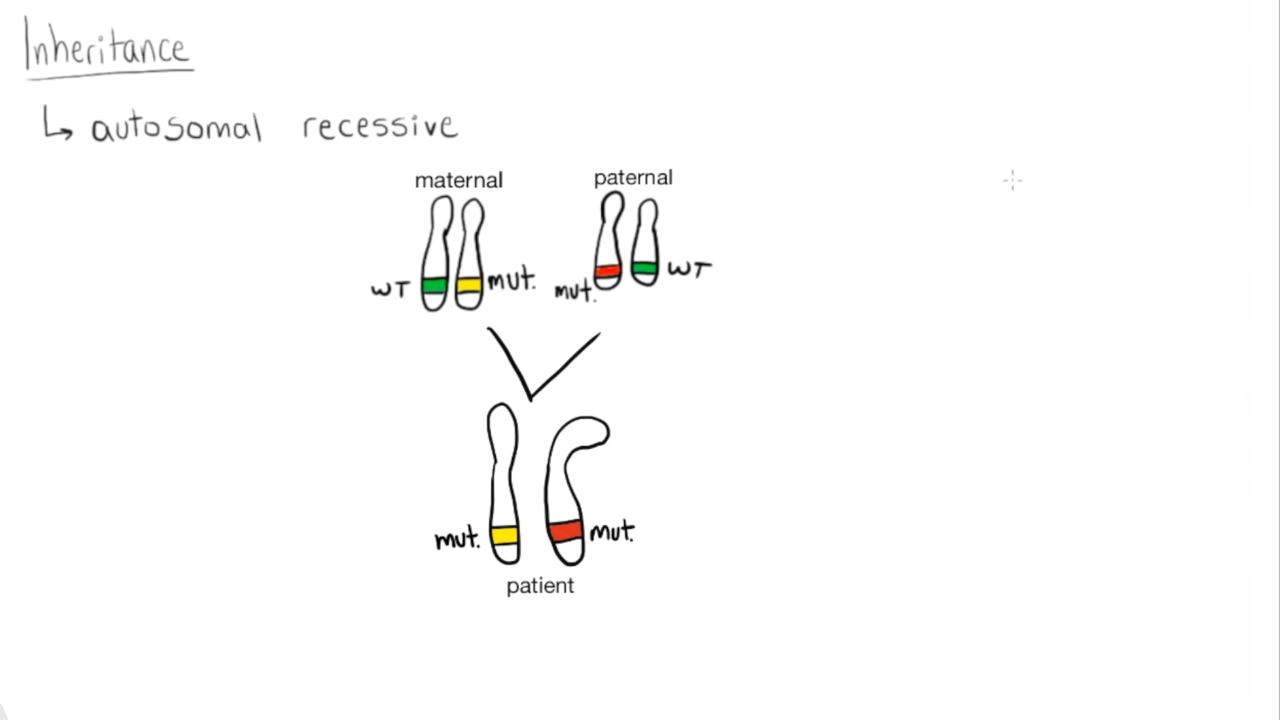 Inheritance
↳ autosomal recessive
maternal paternal
WT mut. mut. WT
mut. mut.
patient